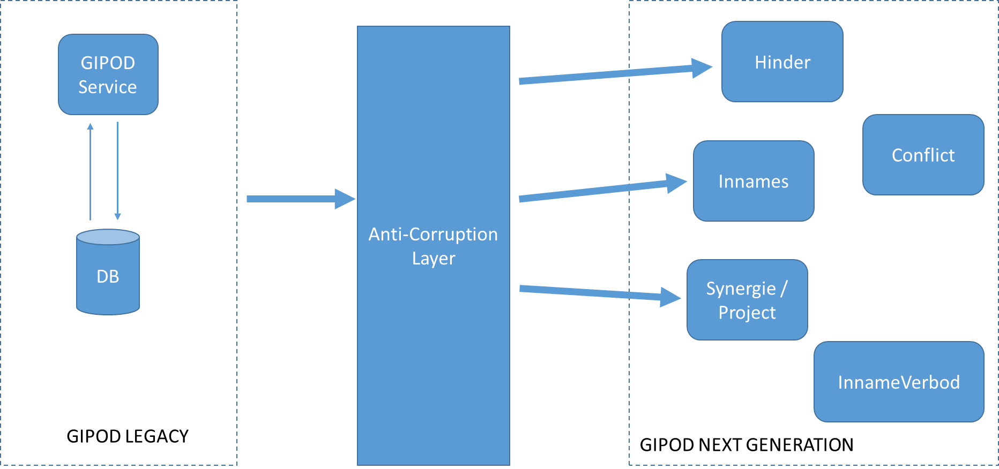 GIPOD
Service
DB
GIPOD LEGACY
Anti-Corruption
Layer
Hinder
Conflict
Innames
Synergie /
Project
InnameVerbod
GIPOD NEXT GENERATION